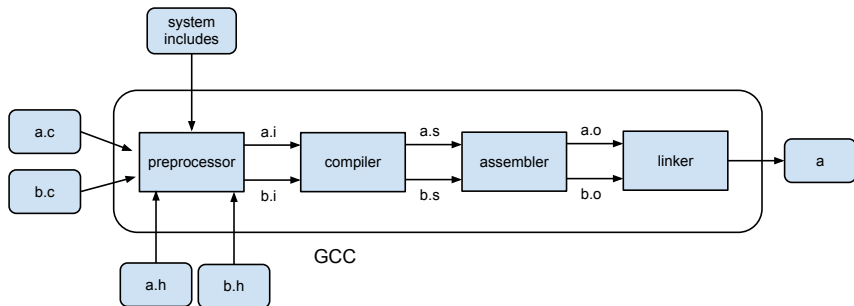 system
includes
a.c
b.c
preprocessor
a.i
b.i
compiler
a.s
b.s
assembler
a.o
b.o
linker
a
GCC
a.h
b.h